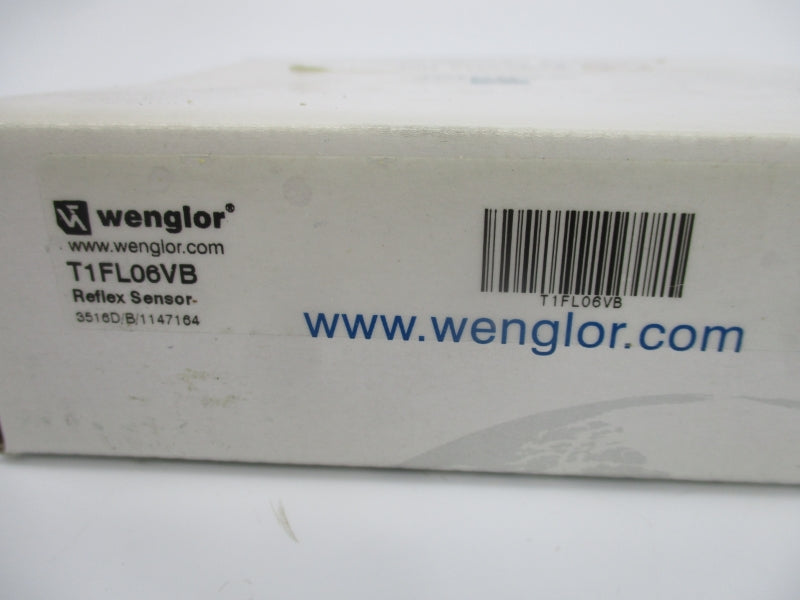 wenglor®
www.wenglor.com
T1FL06VB
Reflex Sensor
3516D/B/1147164
T1FL06VB
www.wenglor.com